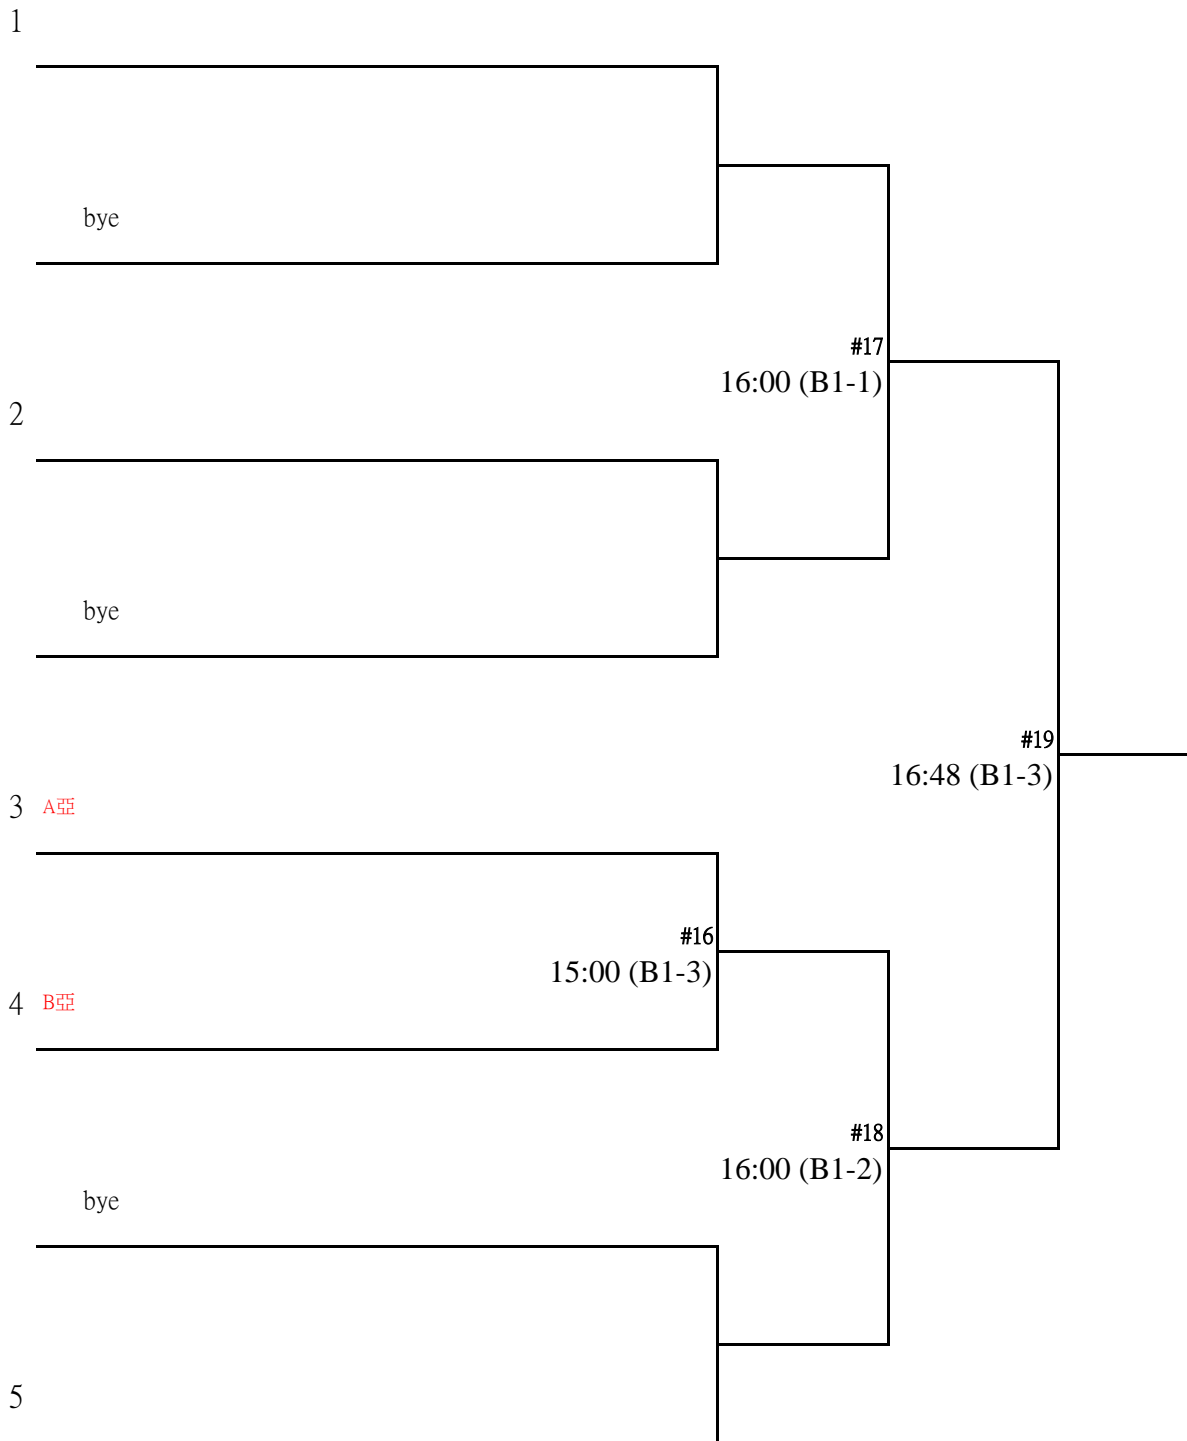 1
bye
#17
16:00 (B1-1)
2
bye
#19
16:48 (B1-3)
3 A亞
#16
15:00 (B1-3)
4 B亞
#18
16:00 (B1-2)
bye
5